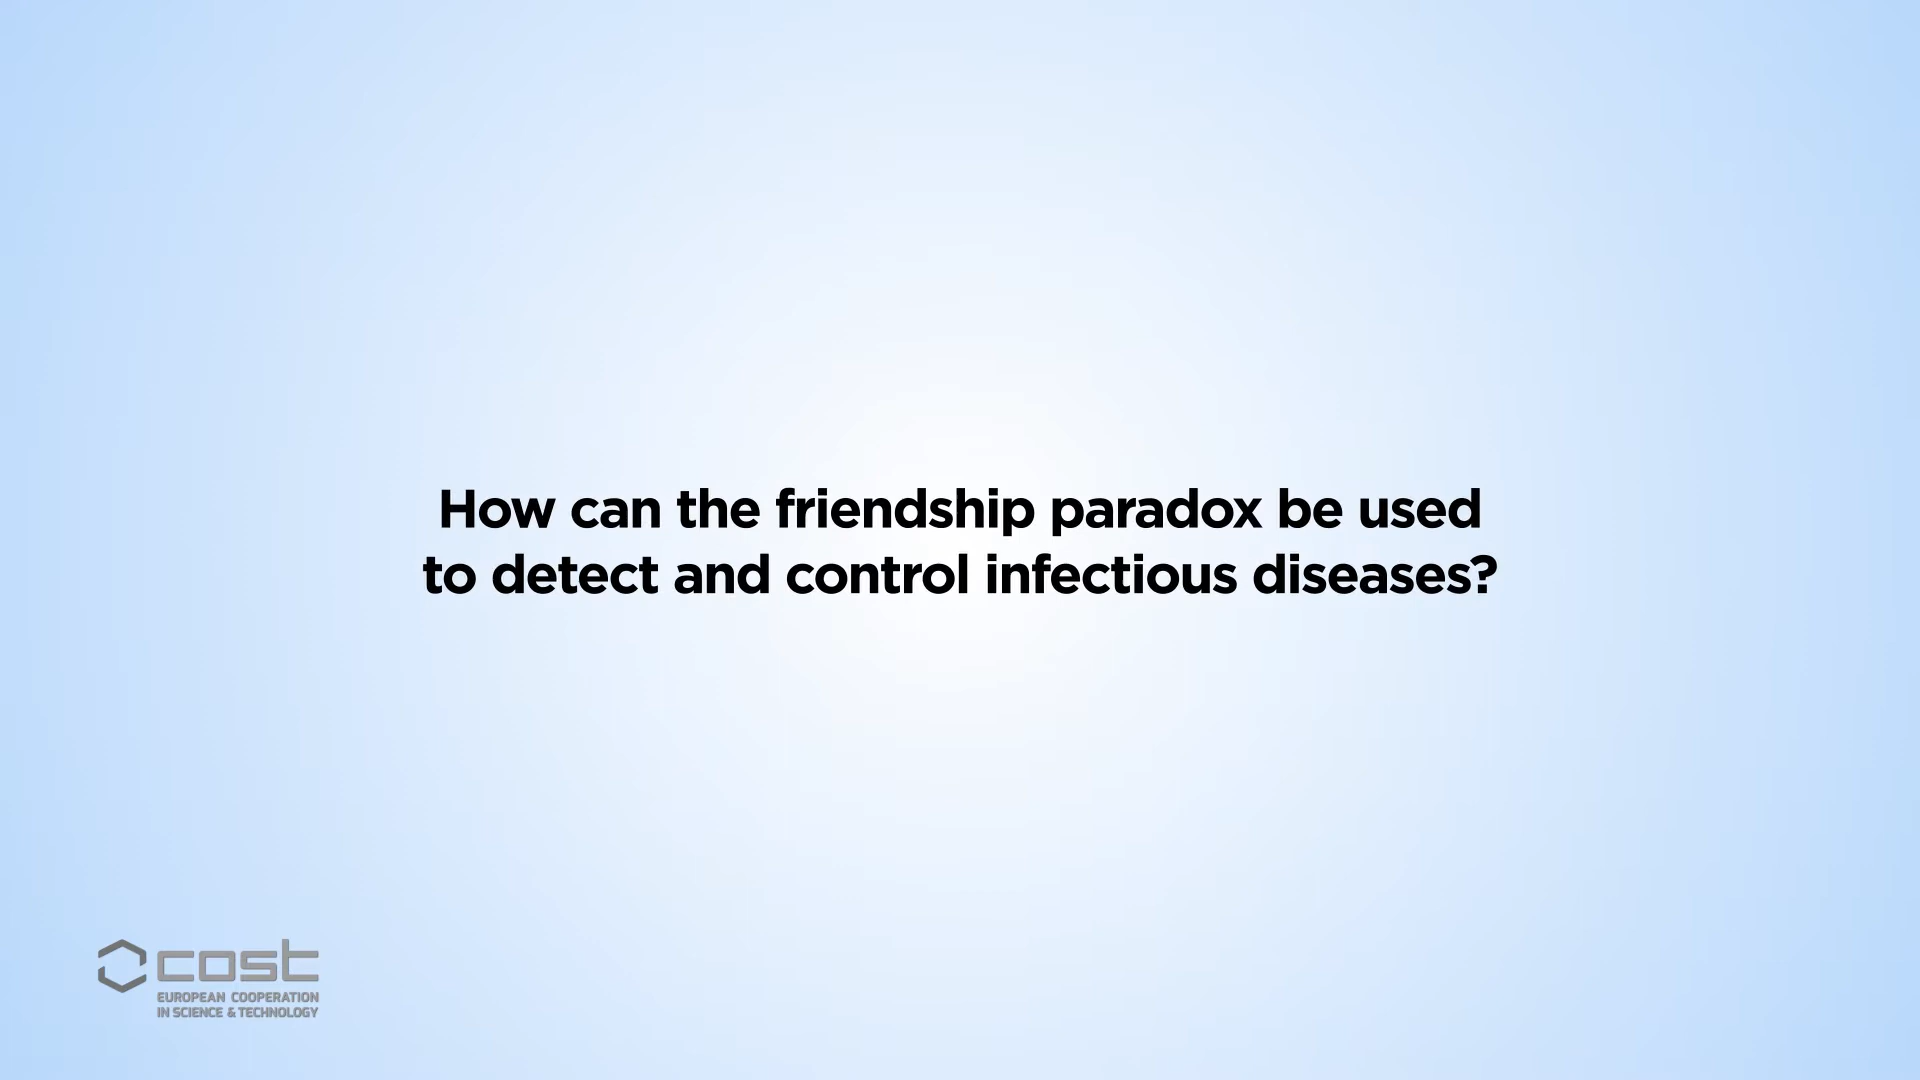 How can the friendship paradox be used
to detect and control infectious diseases?
cost
EUROPEAN COOPERATION
IN SCIENCE & TECHNOLOGY